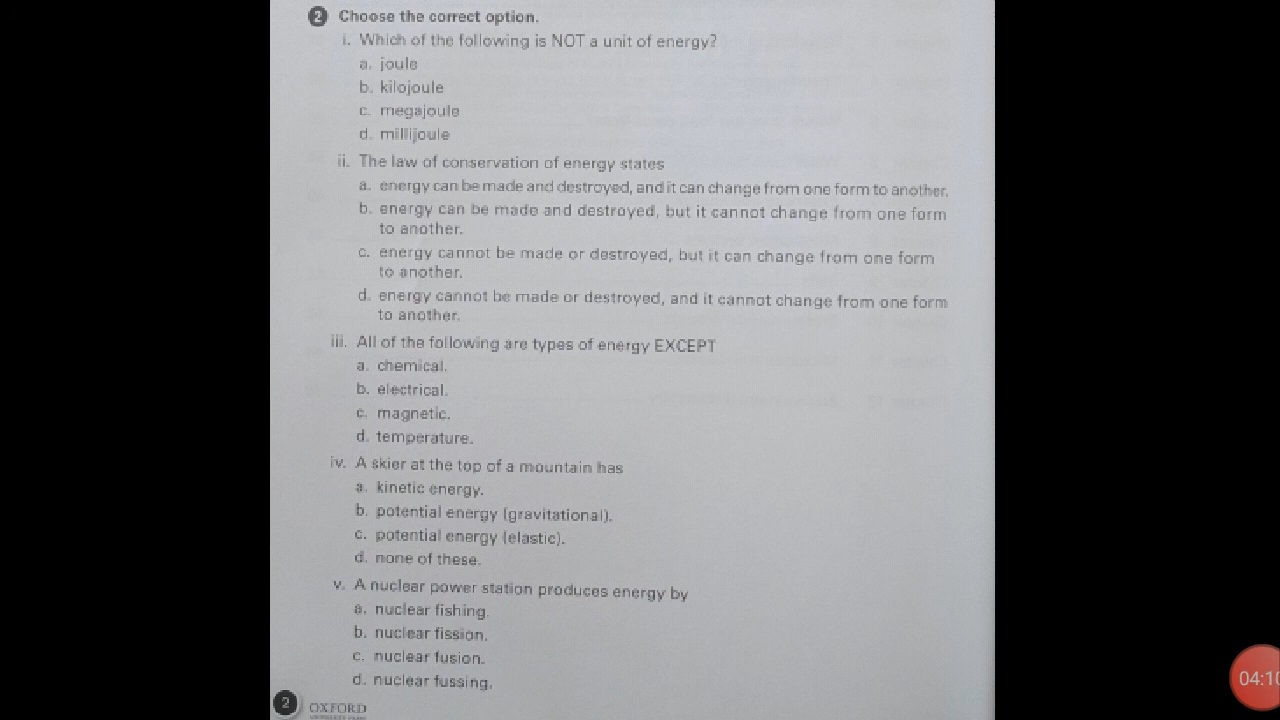 2 Choose the correct option.
i. Which of the following is NOT a unit of energy?
a. joule
b. kilojoule
c. megajoule
d. millijoule
ii. The law of conservation of energy states
a. energy can be made and destroyed, and it can change from one form to another.
b. energy can be made and destroyed, but it cannot change from one form
to another.
c. energy cannot be made or destroyed, but it can change from one form
to another.
d. energy cannot be made or destroyed, and it cannot change from one form
to another.
iii. All of the following are types of energy EXCEPT
a. chemical.
b. electrical.
c. magnetic.
d. temperature.
iv. A skier at the top of a mountain has
a. kinetic energy.
b. potential energy (gravitational).
c. potential energy (elastic).
d. none of these.
v. A nuclear power station produces energy by
a. nuclear fishing.
b. nuclear fission.
c. nuclear fusion.
d. nuclear fussing.
2 OXFORD
04:10